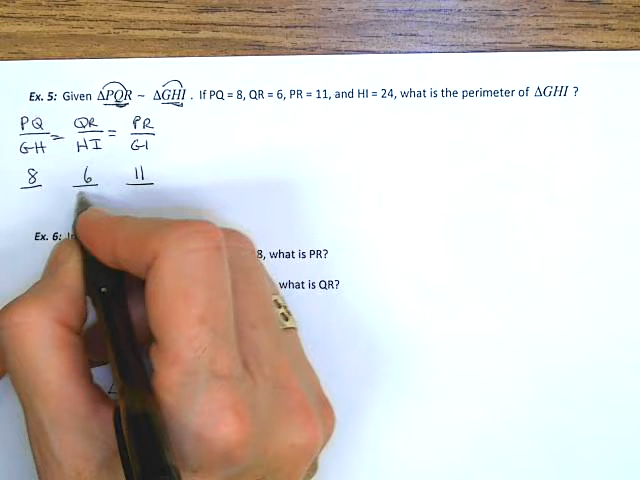 Ex. 5: Given ΔPQR ~ ΔGHI . If PQ = 8, QR = 6, PR = 11, and HI = 24, what is the perimeter of ΔGHI ?
PQ/GH = QR/HI = PR/GI
8 6 11
Ex. 6:
8, what is PR?
what is QR?